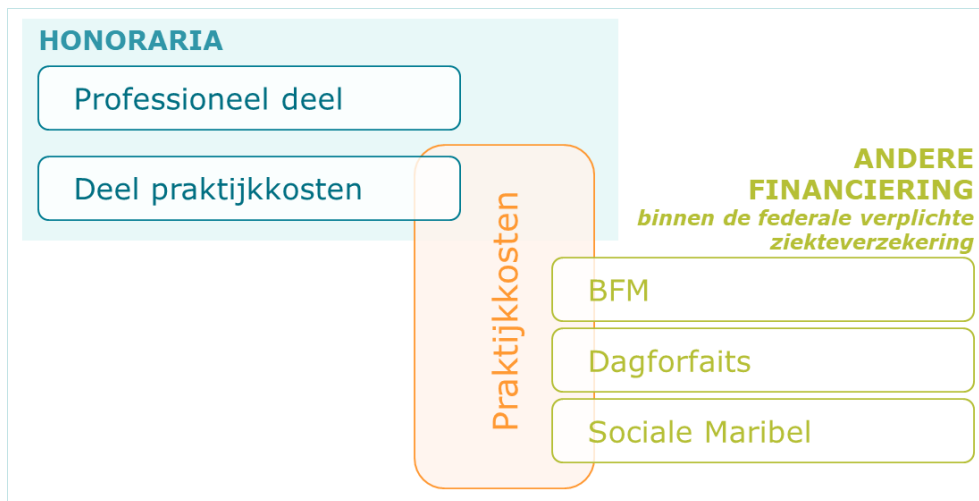 HONORARIA
Professioneel deel
Deel praktijkkosten
Praktijkkosten
ANDERE
FINANCIERING
binnen de federale verplichte
ziekteverzekering
BFM
Dagforfaits
Sociale Maribel